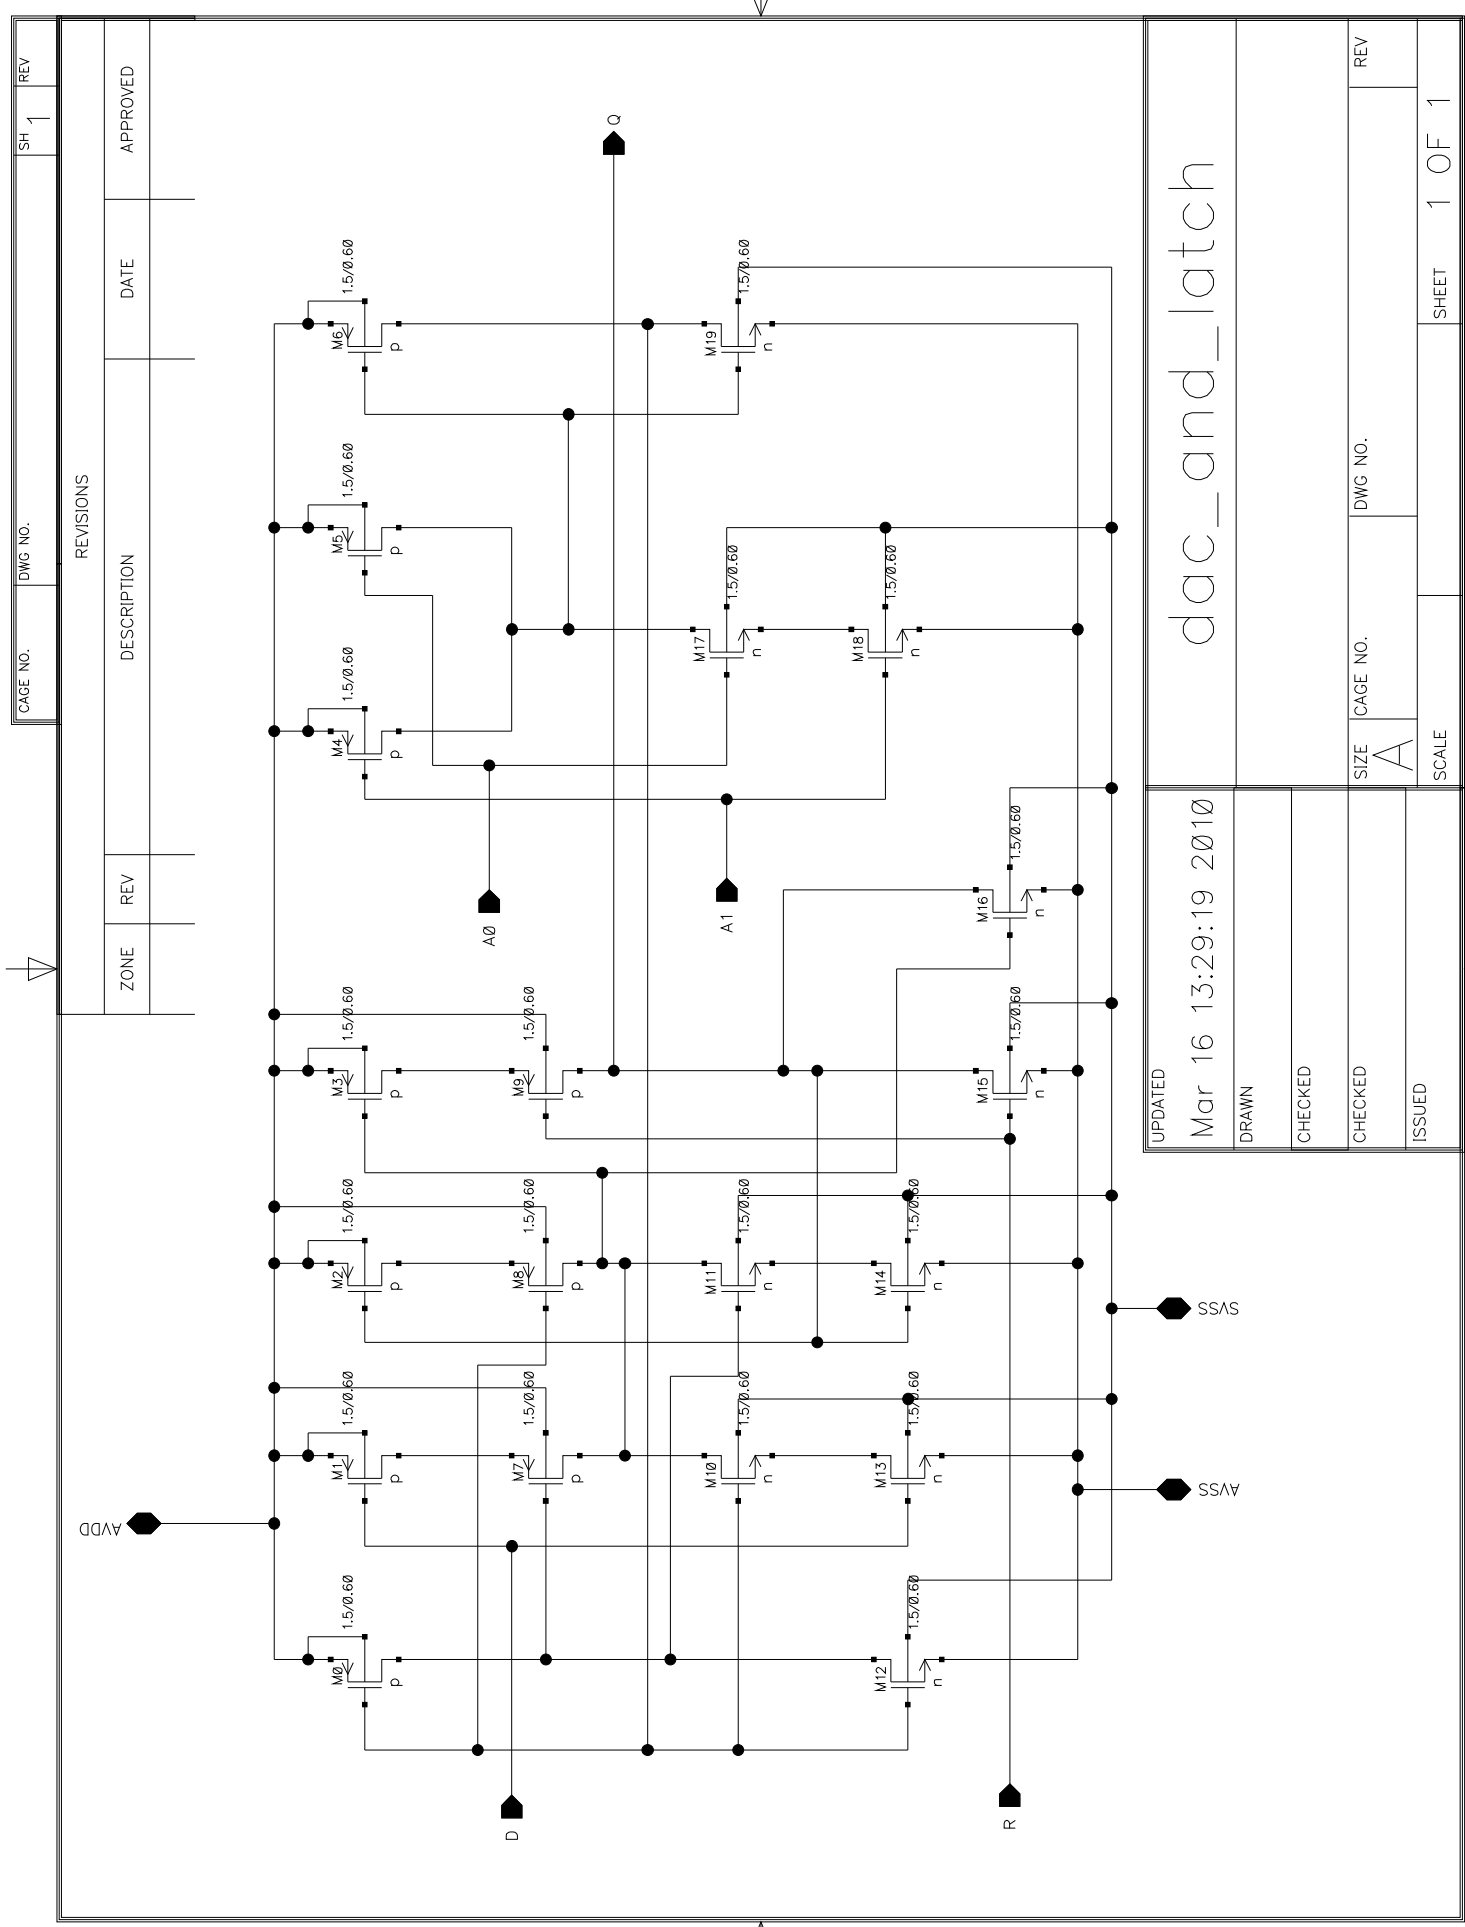 CAGE NO.
DWG NO.
SH 1
REV
REVISIONS
ZONE
REV
DESCRIPTION
DATE
APPROVED
AVDD
M0
1.5/0.60
p
M1
1.5/0.60
p
M2
1.5/0.60
p
M3
1.5/0.60
p
M4
1.5/0.60
p
M5
1.5/0.60
p
M6
1.5/0.60
p
M7
1.5/0.60
p
M8
1.5/0.60
p
M9
1.5/0.60
p
D
A0
Q
A1
M10
1.5/0.60
n
M11
1.5/0.60
n
M17
1.5/0.60
n
M19
1.5/0.60
n
M12
1.5/0.60
n
M13
1.5/0.60
n
M14
1.5/0.60
n
M18
1.5/0.60
n
R
M15
1.5/0.60
n
M16
1.5/0.60
n
AVSS
SVSS
UPDATED
Mar 16 13:29:19 2010
DRAWN
CHECKED
CHECKED
ISSUED
dac_and_latch
SIZE
A
CAGE NO.
DWG NO.
REV
SCALE
SHEET 1 OF 1